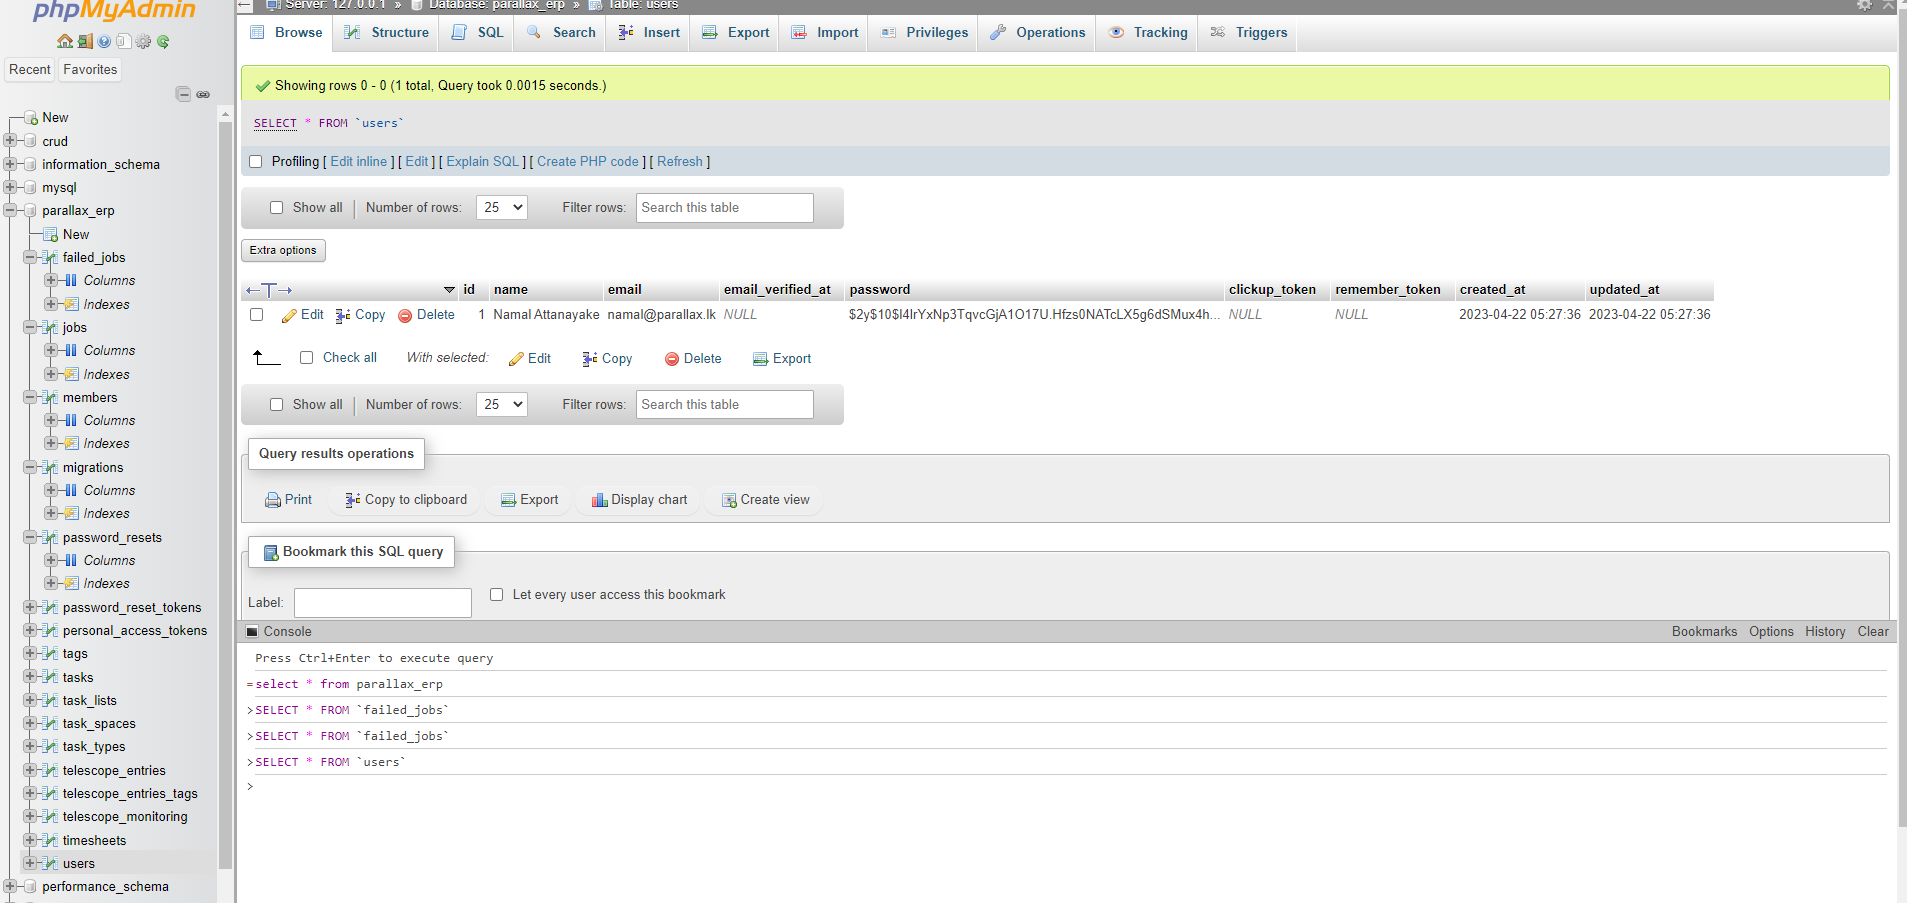 phpMyAdmin
Recent Favorites
New
crud
information_schema
mysql
parallax_erp
New
failed_jobs
Columns
Indexes
jobs
Columns
Indexes
members
Columns
Indexes
migrations
Columns
Indexes
password_resets
Columns
Indexes
password_reset_tokens
personal_access_tokens
tags
tasks
task_lists
task_spaces
task_types
telescope_entries
telescope_entries_tags
telescope_monitoring
timesheets
users
performance_schema
Server: 127.0.0.1 » Database: parallax_erp » Table: users
Browse Structure SQL Search Insert Export Import Privileges Operations Tracking Triggers
Showing rows 0 - 0 (1 total, Query took 0.0015 seconds.)
SELECT * FROM `users`
Profiling [ Edit inline ] [ Edit ] [ Explain SQL ] [ Create PHP code ] [ Refresh ]
Show all Number of rows: 25 Filter rows: Search this table
Extra options
id name email email_verified_at password clickup_token remember_token created_at updated_at
Edit Copy Delete 1 Namal Attanayake namal@parallax.lk NULL NULL NULL 2023-04-22 05:27:36 2023-04-22 05:27:36
Check all With selected: Edit Copy Delete Export
Show all Number of rows: 25 Filter rows: Search this table
Query results operations
Print Copy to clipboard Export Display chart Create view
Bookmark this SQL query
Label: Let every user access this bookmark
Console Bookmarks Options History Clear
Press Ctrl+Enter to execute query
=select * from parallax_erp
>SELECT * FROM `failed_jobs`
>SELECT * FROM `failed_jobs`
>SELECT * FROM `users`
>